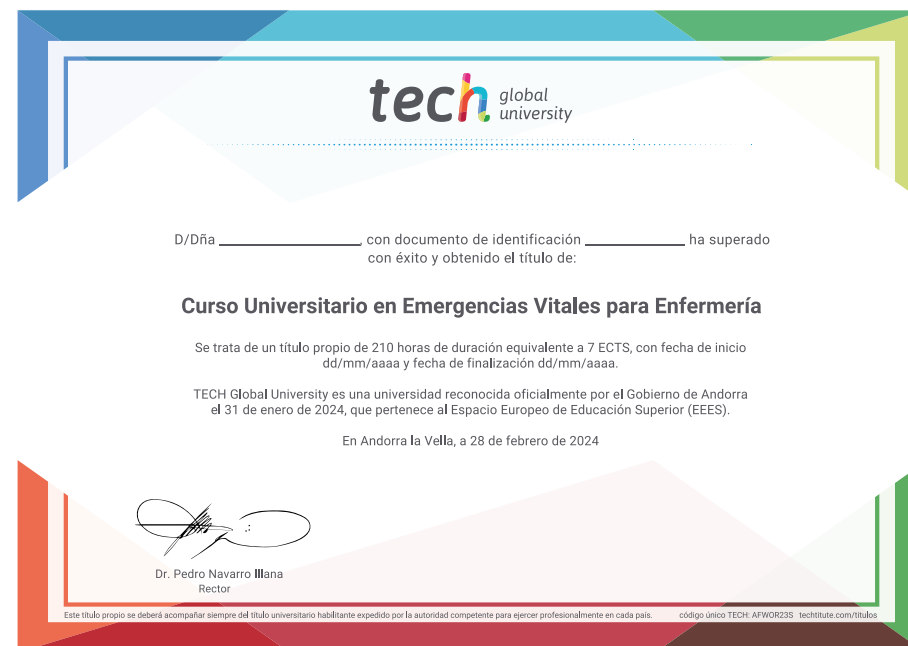 tech global university
D/Dña ______________, con documento de identificación __________ ha superado
con éxito y obtenido el título de:
Curso Universitario en Emergencias Vitales para Enfermería
Se trata de un título propio de 210 horas de duración equivalente a 7 ECTS, con fecha de inicio
dd/mm/aaaa y fecha de finalización dd/mm/aaaa.
TECH Global University es una universidad reconocida oficialmente por el Gobierno de Andorra
el 31 de enero de 2024, que pertenece al Espacio Europeo de Educación Superior (EEES).
En Andorra la Vella, a 28 de febrero de 2024
Dr. Pedro Navarro Illana
Rector
Este título propio se deberá acompañar siempre del título universitario habilitante expedido por la autoridad competente para ejercer profesionalmente en cada país. código único TECH: AFWOR23S techtitute.com/titulos